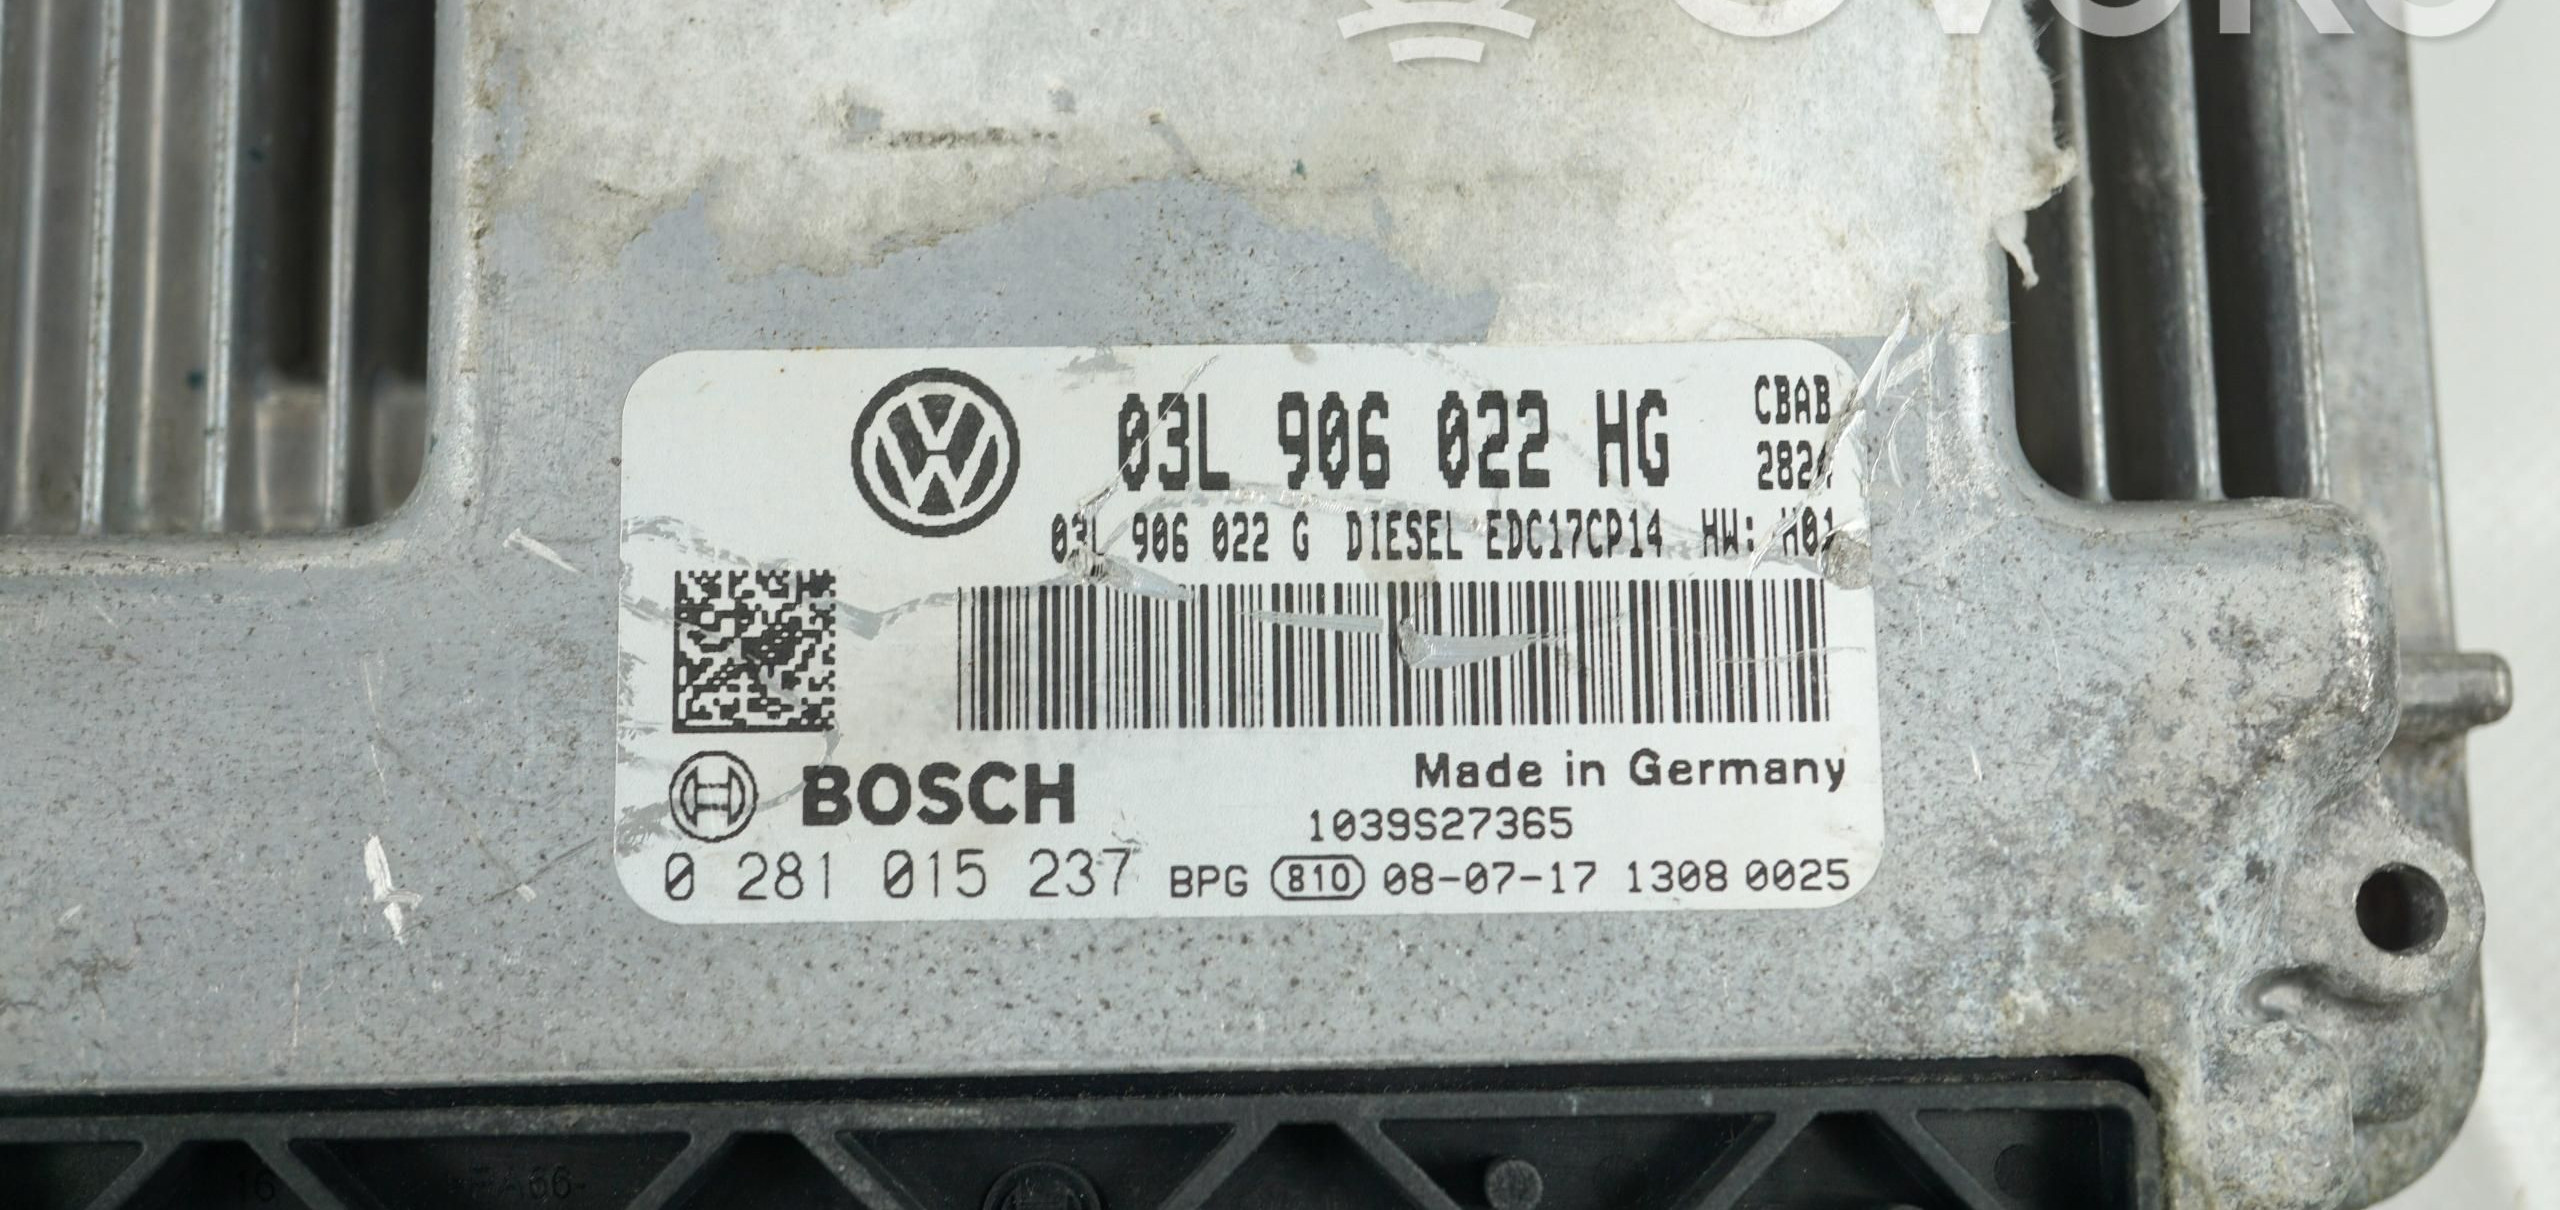 03L 906 022 HG
CBAB
03L 906 022 G DIESEL EDC17CP14 HW: H01
BOSCH
Made in Germany
1039S27365
0 281 015 237 BPG 810 08-07-17 1308 0025